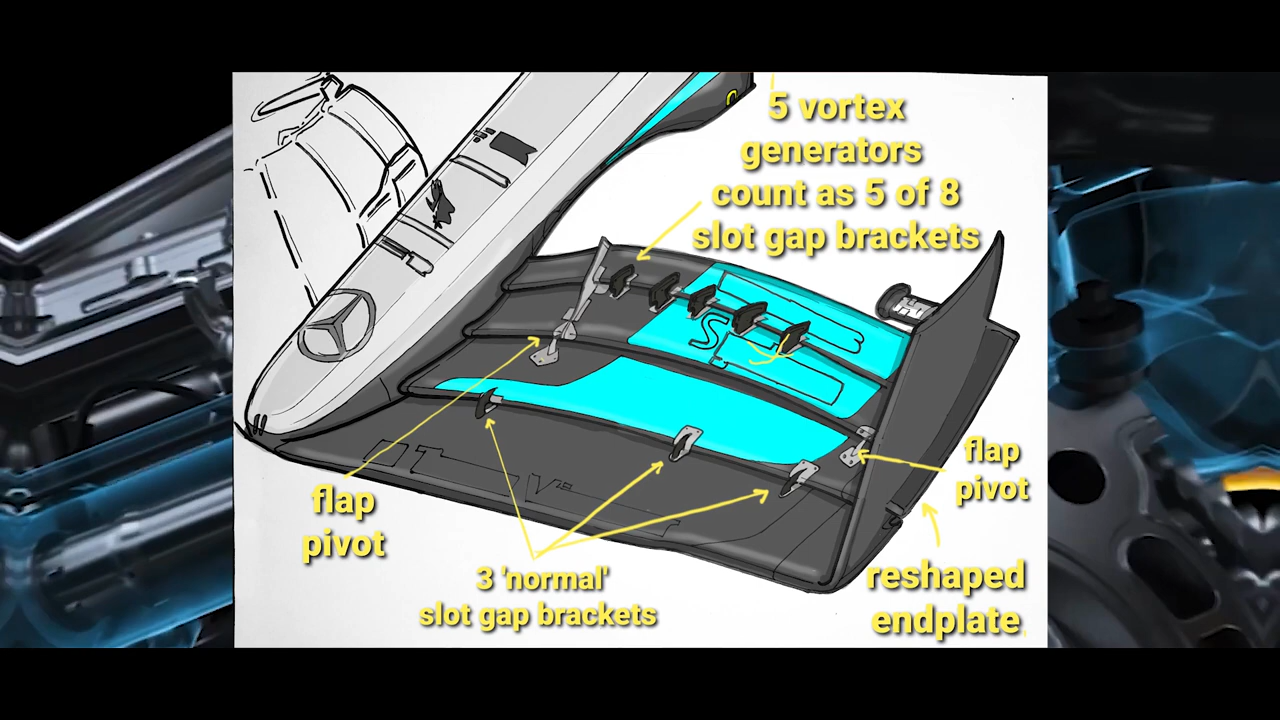 5 vortex
generators
count as 5 of 8
slot gap brackets
flap
pivot
flap
pivot
3 'normal'
slot gap brackets
reshaped
endplate